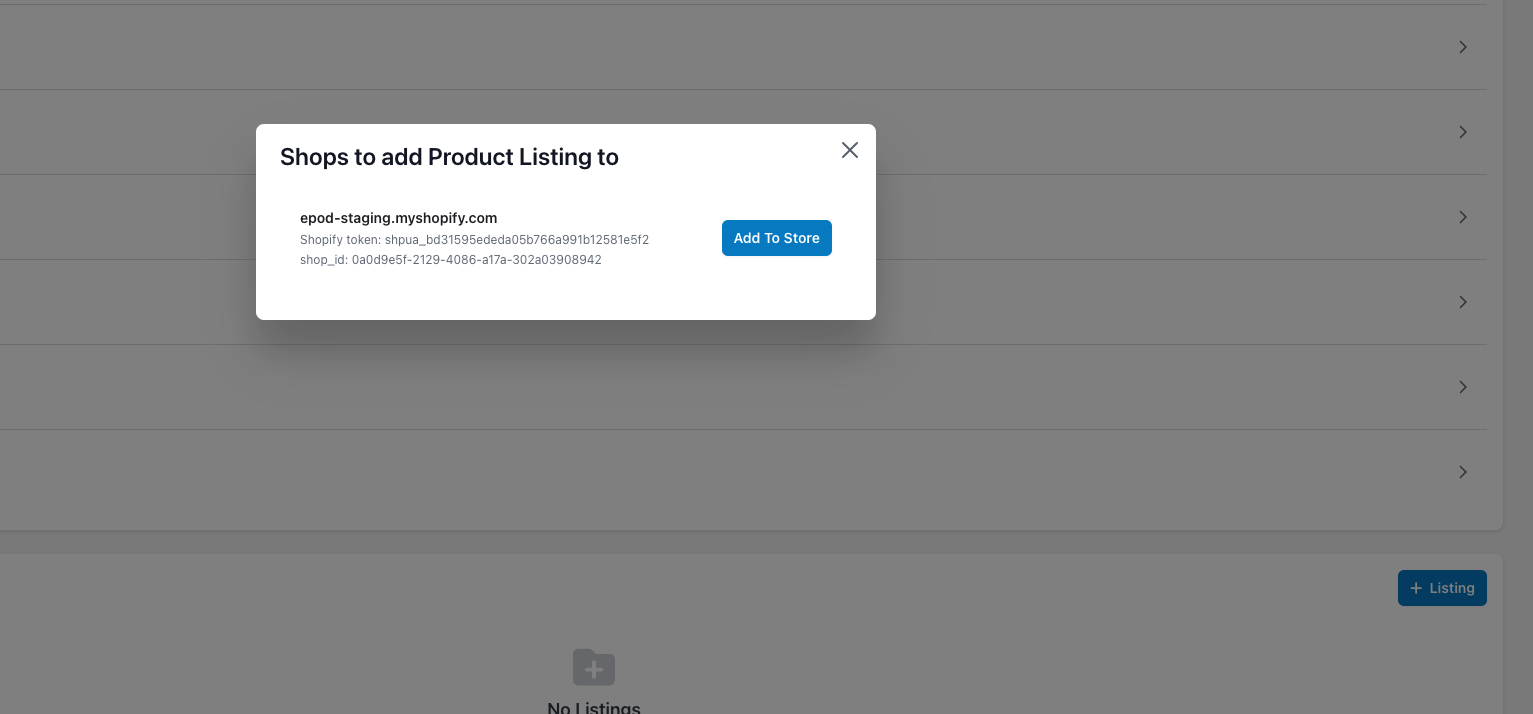 Shops to add Product Listing to
epod-staging.myshopify.com
Shopify token: shpua_bd31595ededa05b766a991b12581e5f2
shop_id: 0a0d9e5f-2129-4086-a17a-302a03908942
Add To Store
Listing
No Listings